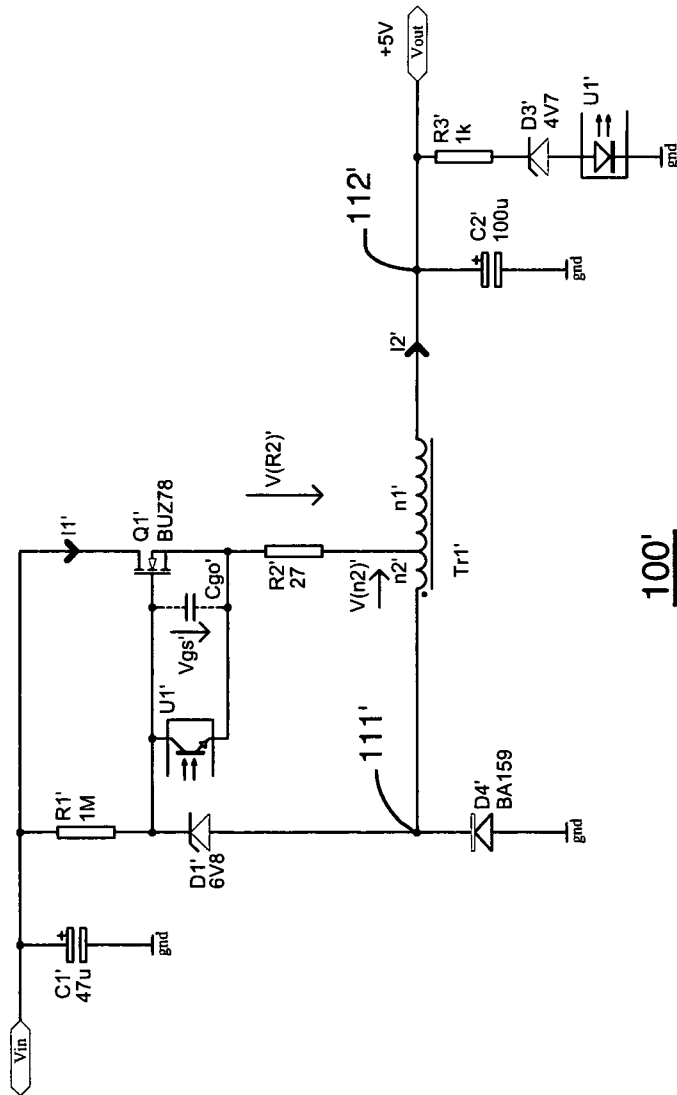 Vin
C1'
47u
gnd
R1'
1M
I1'
Q1'
BUZ78
U1'
Vgs'
Cgo'
D1'
6V8
R2'
27
V(R2)'
V(n2)'
n2'
n1'
Tr1'
111'
D4'
BA159
gnd
I2'
112'
C2'
100u
gnd
+5V
Vout
R3'
1k
D3'
4V7
U1'
gnd
100'